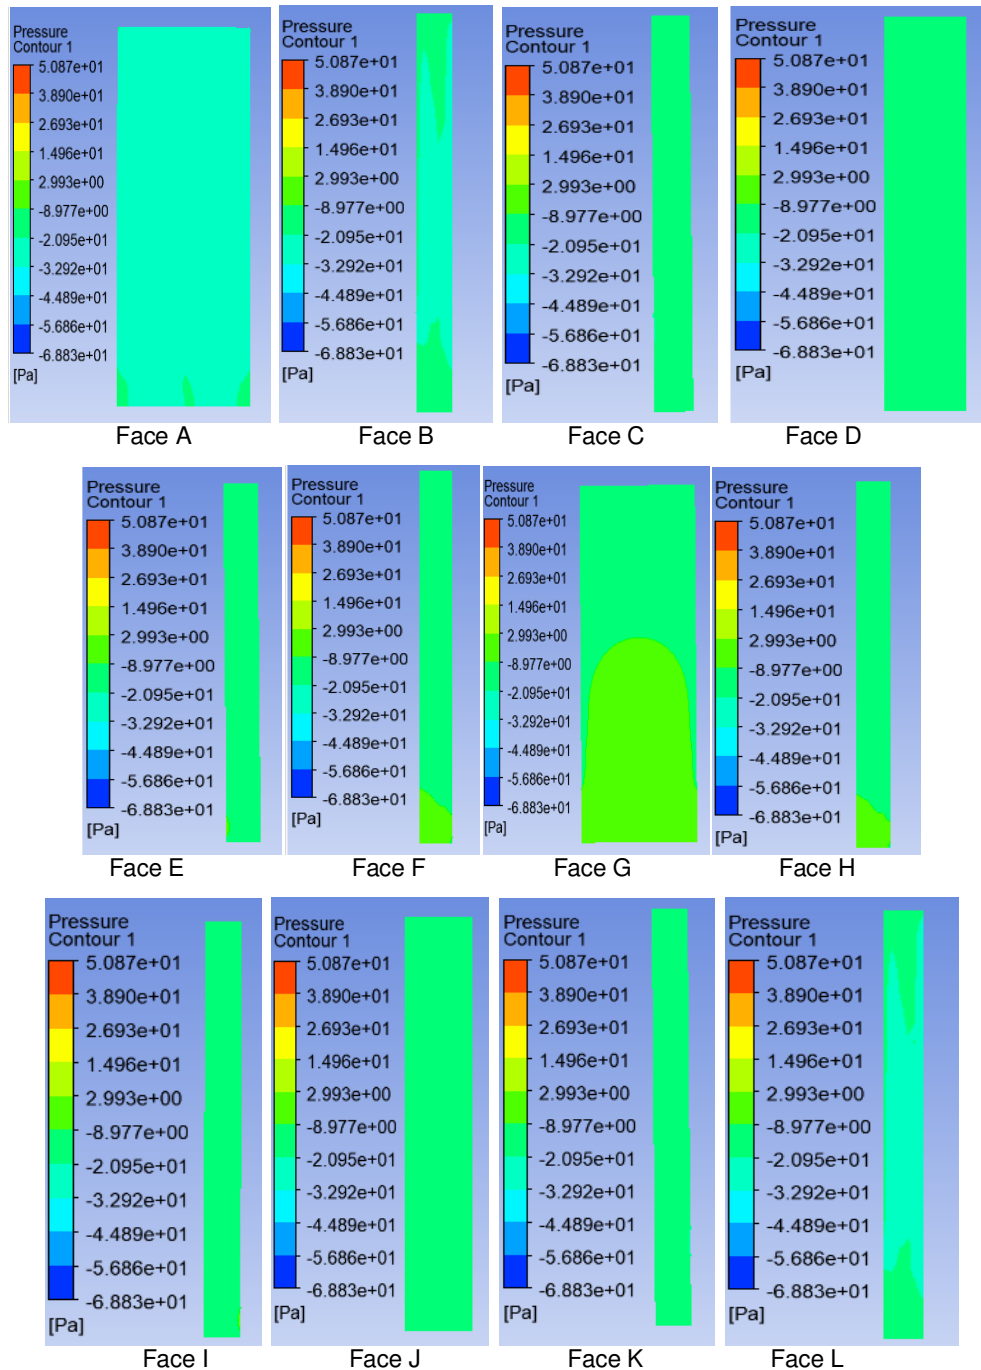 Pressure
Contour 1
5.087e+01
3.890e+01
2.693e+01
1.496e+01
2.993e+00
-8.977e+00
-2.095e+01
-3.292e+01
-4.489e+01
-5.686e+01
-6.883e+01
[Pa]
Face A
Pressure
Contour 1
5.087e+01
3.890e+01
2.693e+01
1.496e+01
2.993e+00
-8.977e+00
-2.095e+01
-3.292e+01
-4.489e+01
-5.686e+01
-6.883e+01
[Pa]
Face B
Pressure
Contour 1
5.087e+01
3.890e+01
2.693e+01
1.496e+01
2.993e+00
-8.977e+00
-2.095e+01
-3.292e+01
-4.489e+01
-5.686e+01
-6.883e+01
[Pa]
Face C
Pressure
Contour 1
5.087e+01
3.890e+01
2.693e+01
1.496e+01
2.993e+00
-8.977e+00
-2.095e+01
-3.292e+01
-4.489e+01
-5.686e+01
-6.883e+01
[Pa]
Face D
Pressure
Contour 1
5.087e+01
3.890e+01
2.693e+01
1.496e+01
2.993e+00
-8.977e+00
-2.095e+01
-3.292e+01
-4.489e+01
-5.686e+01
-6.883e+01
[Pa]
Face E
Pressure
Contour 1
5.087e+01
3.890e+01
2.693e+01
1.496e+01
2.993e+00
-8.977e+00
-2.095e+01
-3.292e+01
-4.489e+01
-5.686e+01
-6.883e+01
[Pa]
Face F
Pressure
Contour 1
5.087e+01
3.890e+01
2.693e+01
1.496e+01
2.993e+00
-8.977e+00
-2.095e+01
-3.292e+01
-4.489e+01
-5.686e+01
-6.883e+01
[Pa]
Face G
Pressure
Contour 1
5.087e+01
3.890e+01
2.693e+01
1.496e+01
2.993e+00
-8.977e+00
-2.095e+01
-3.292e+01
-4.489e+01
-5.686e+01
-6.883e+01
[Pa]
Face H
Pressure
Contour 1
5.087e+01
3.890e+01
2.693e+01
1.496e+01
2.993e+00
-8.977e+00
-2.095e+01
-3.292e+01
-4.489e+01
-5.686e+01
-6.883e+01
[Pa]
Face I
Pressure
Contour 1
5.087e+01
3.890e+01
2.693e+01
1.496e+01
2.993e+00
-8.977e+00
-2.095e+01
-3.292e+01
-4.489e+01
-5.686e+01
-6.883e+01
[Pa]
Face J
Pressure
Contour 1
5.087e+01
3.890e+01
2.693e+01
1.496e+01
2.993e+00
-8.977e+00
-2.095e+01
-3.292e+01
-4.489e+01
-5.686e+01
-6.883e+01
[Pa]
Face K
Pressure
Contour 1
5.087e+01
3.890e+01
2.693e+01
1.496e+01
2.993e+00
-8.977e+00
-2.095e+01
-3.292e+01
-4.489e+01
-5.686e+01
-6.883e+01
[Pa]
Face L